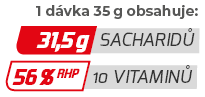 1 dávka 35 g obsahuje:
31,5 g SACHARIDŮ
56 % RHP 10 VITAMINŮ